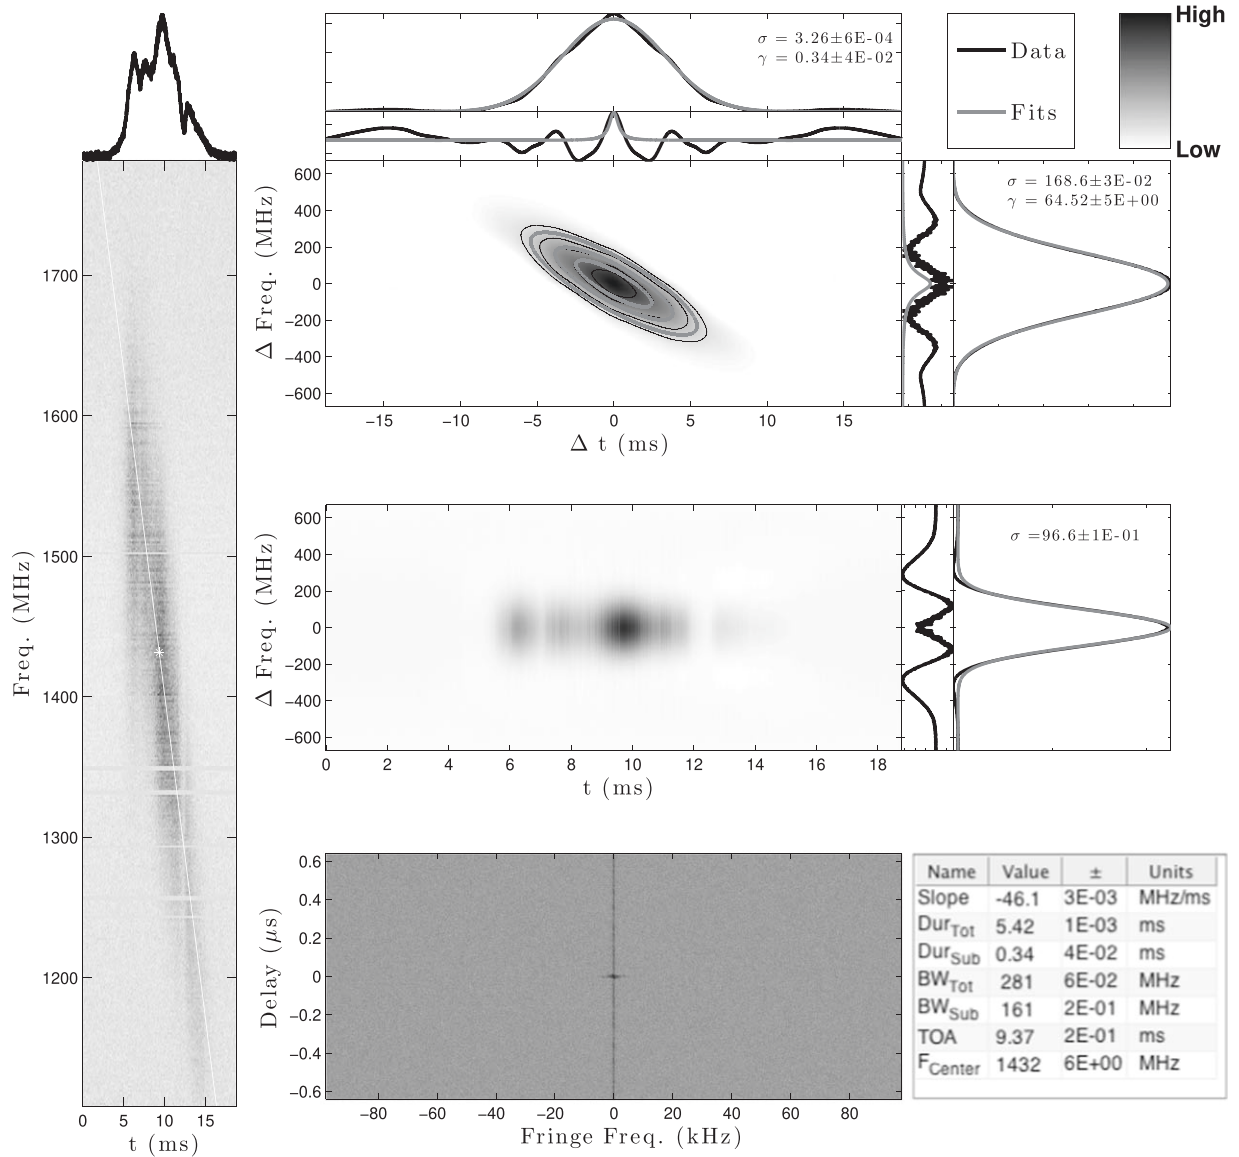 High
Low
Data
Fits
σ = 3.26±6E-04
γ = 0.34±4E-02
σ = 168.6±3E-02
γ = 64.52±5E+00
600
400
200
0
−200
−400
−600
Δ Freq. (MHz)
−15 −10 −5 0 5 10 15
Δ t (ms)
1700
1600
1500
1400
1300
1200
Freq. (MHz)
0 5 10 15
t (ms)
σ =96.6±1E-01
600
400
200
0
−200
−400
−600
Δ Freq. (MHz)
0 2 4 6 8 10 12 14 16 18
t (ms)
0.6
0.4
0.2
0
−0.2
−0.4
−0.6
Delay (μs)
−80 −60 −40 −20 0 20 40 60 80
Fringe Freq. (kHz)
Name Value ± Units
Slope -46.1 3E-03 MHz/ms
DurTot 5.42 1E-03 ms
DurSub 0.34 4E-02 ms
BWTot 281 6E-02 MHz
BWSub 161 2E-01 MHz
TOA 9.37 2E-01 ms
FCenter 1432 6E+00 MHz